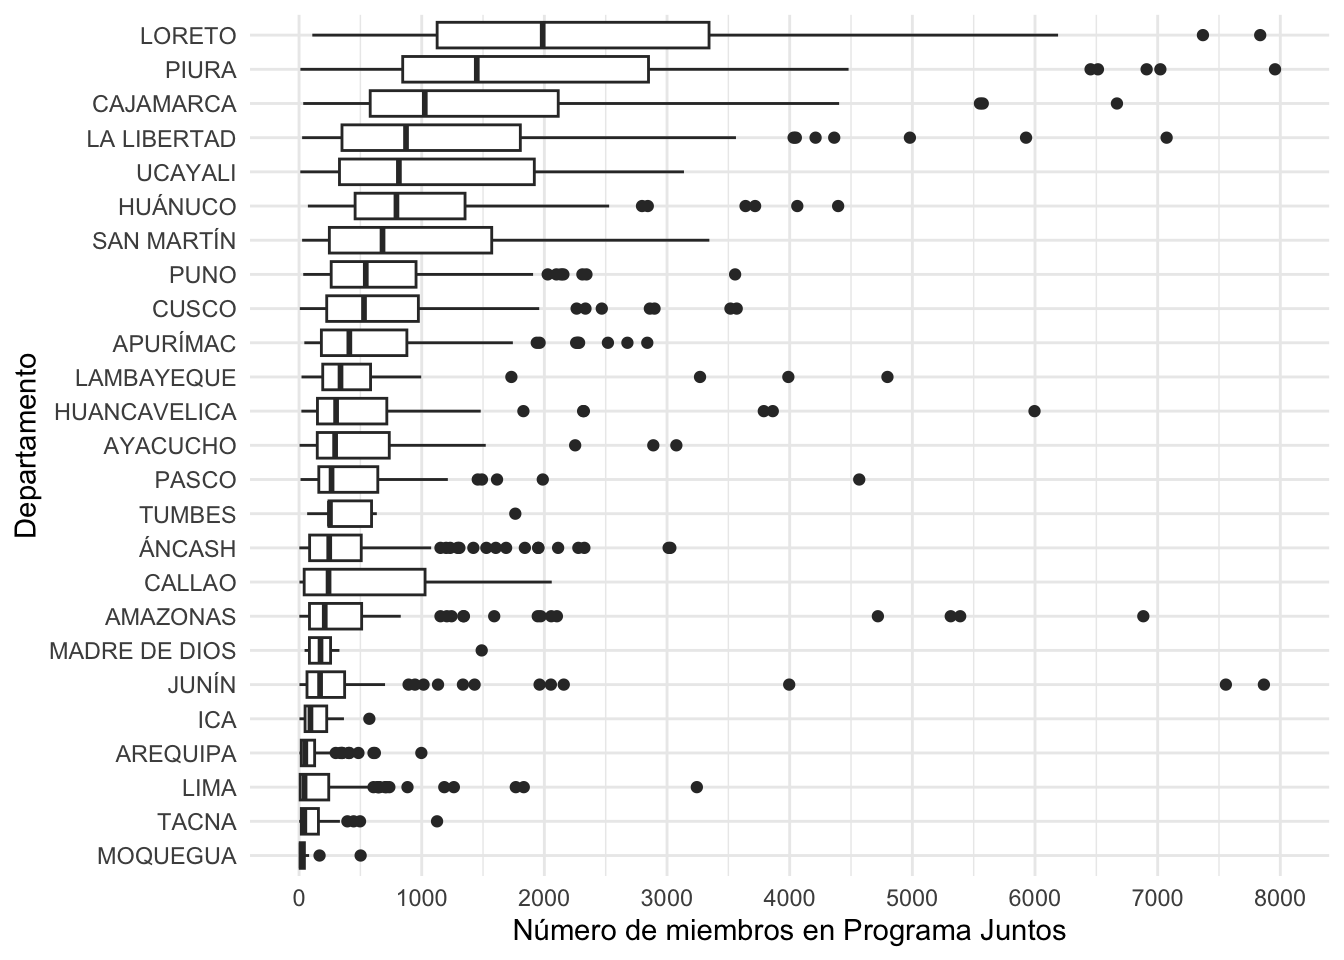 LORETO
PIURA
CAJAMARCA
LA LIBERTAD
UCAYALI
HUÁNUCO
SAN MARTÍN
PUNO
CUSCO
APURÍMAC
LAMBAYEQUE
HUANCAVELICA
AYACUCHO
PASCO
TUMBES
ÁNCASH
CALLAO
AMAZONAS
MADRE DE DIOS
JUNÍN
ICA
AREQUIPA
LIMA
TACNA
MOQUEGUA
Departamento
0 1000 2000 3000 4000 5000 6000 7000 8000
Número de miembros en Programa Juntos